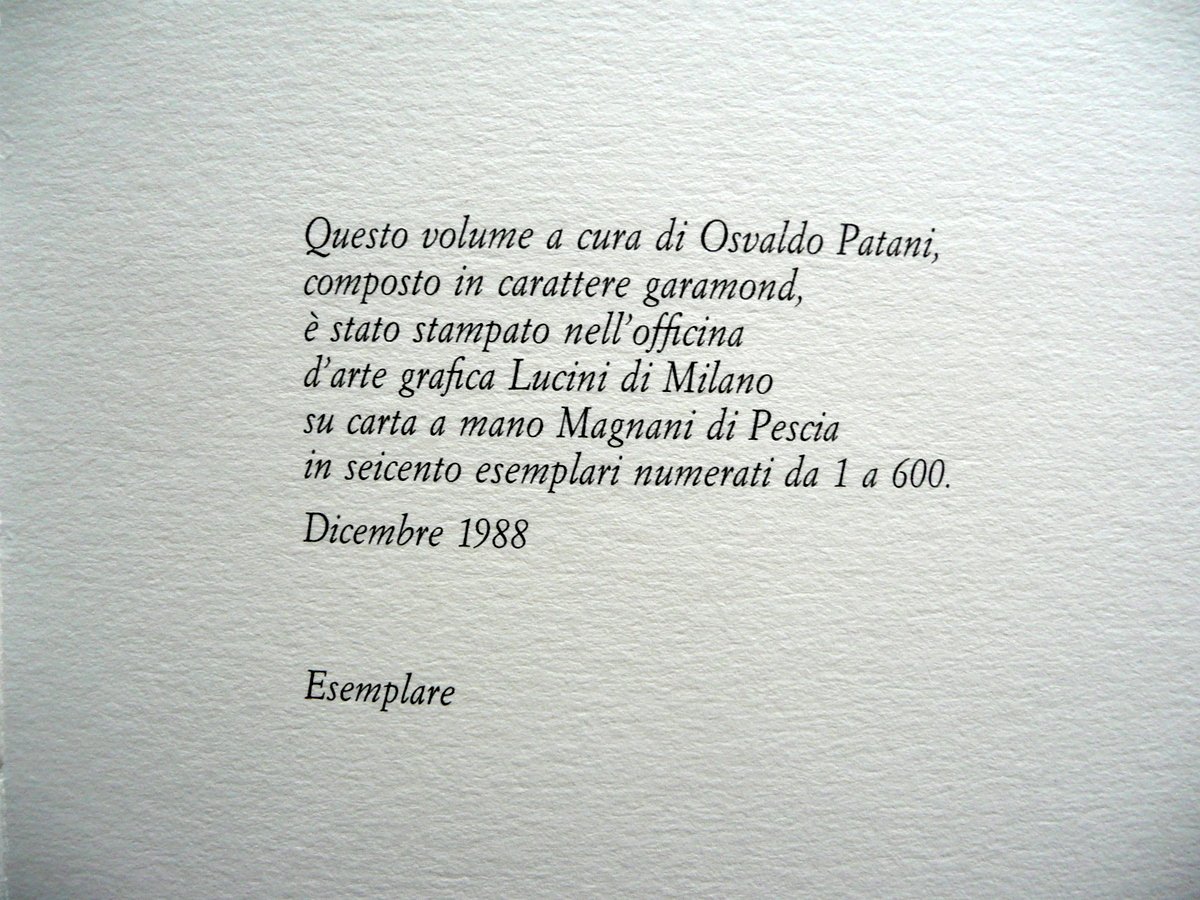 Questo volume a cura di Osvaldo Patani,
composto in carattere garamond,
è stato stampato nell'officina
d'arte grafica Lucini di Milano
su carta a mano Magnani di Pescia
in seicento esemplari numerati da 1 a 600.
Dicembre 1988
Esemplare